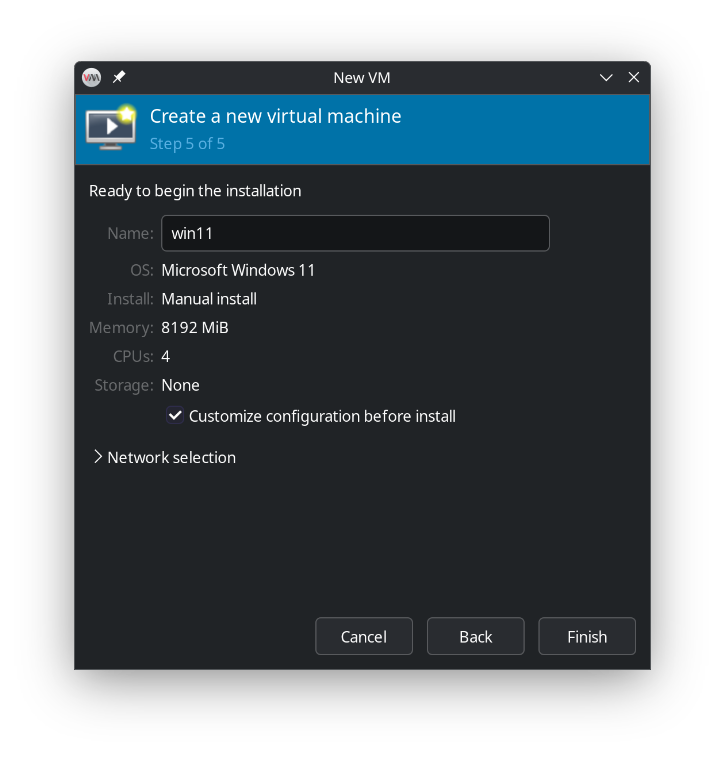 New VM
Create a new virtual machine
Step 5 of 5
Ready to begin the installation
Name: win11
OS: Microsoft Windows 11
Install: Manual install
Memory: 8192 MiB
CPUs: 4
Storage: None
Customize configuration before install
Network selection
Cancel Back Finish